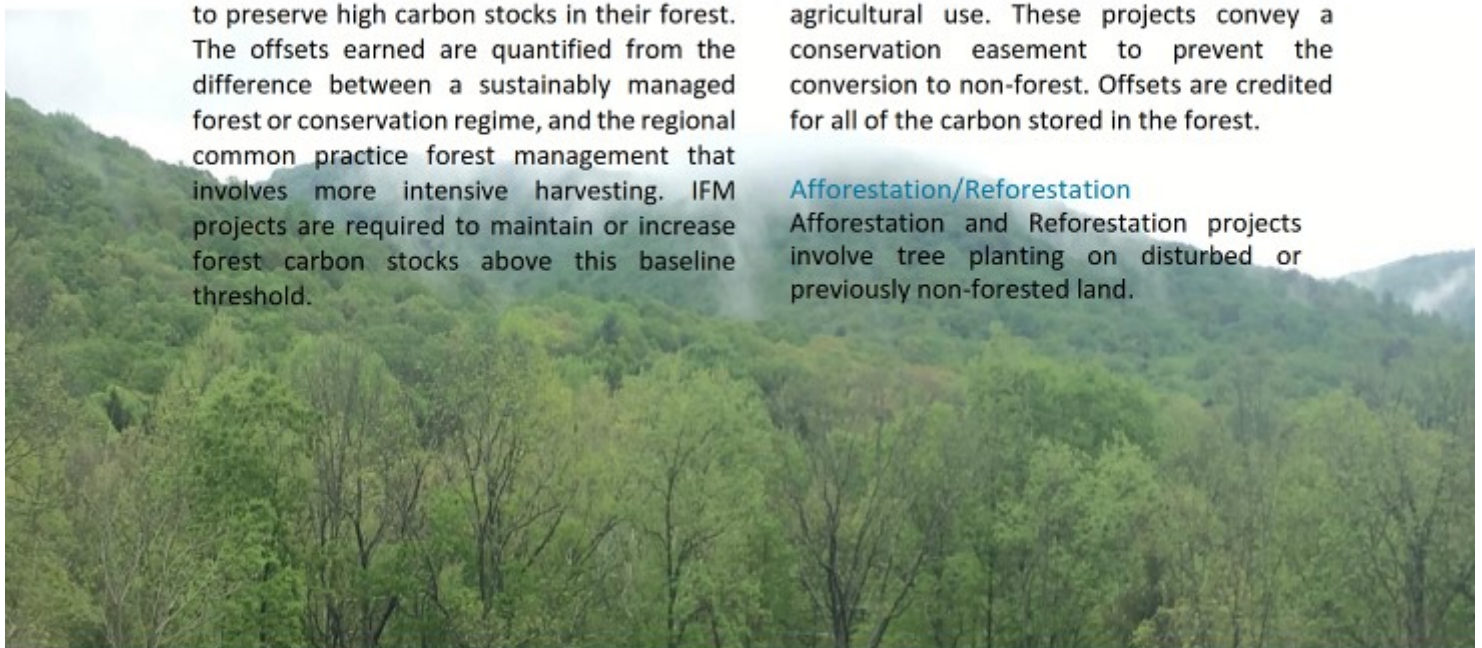 to preserve high carbon stocks in their forest.
The offsets earned are quantified from the
difference between a sustainably managed
forest or conservation regime, and the regional
common practice forest management that
involves more intensive harvesting. IFM
projects are required to maintain or increase
forest carbon stocks above this baseline
threshold.
agricultural use. These projects convey a
conservation easement to prevent the
conversion to non-forest. Offsets are credited
for all of the carbon stored in the forest.
Afforestation/Reforestation
Afforestation and Reforestation projects
involve tree planting on disturbed or
previously non-forested land.